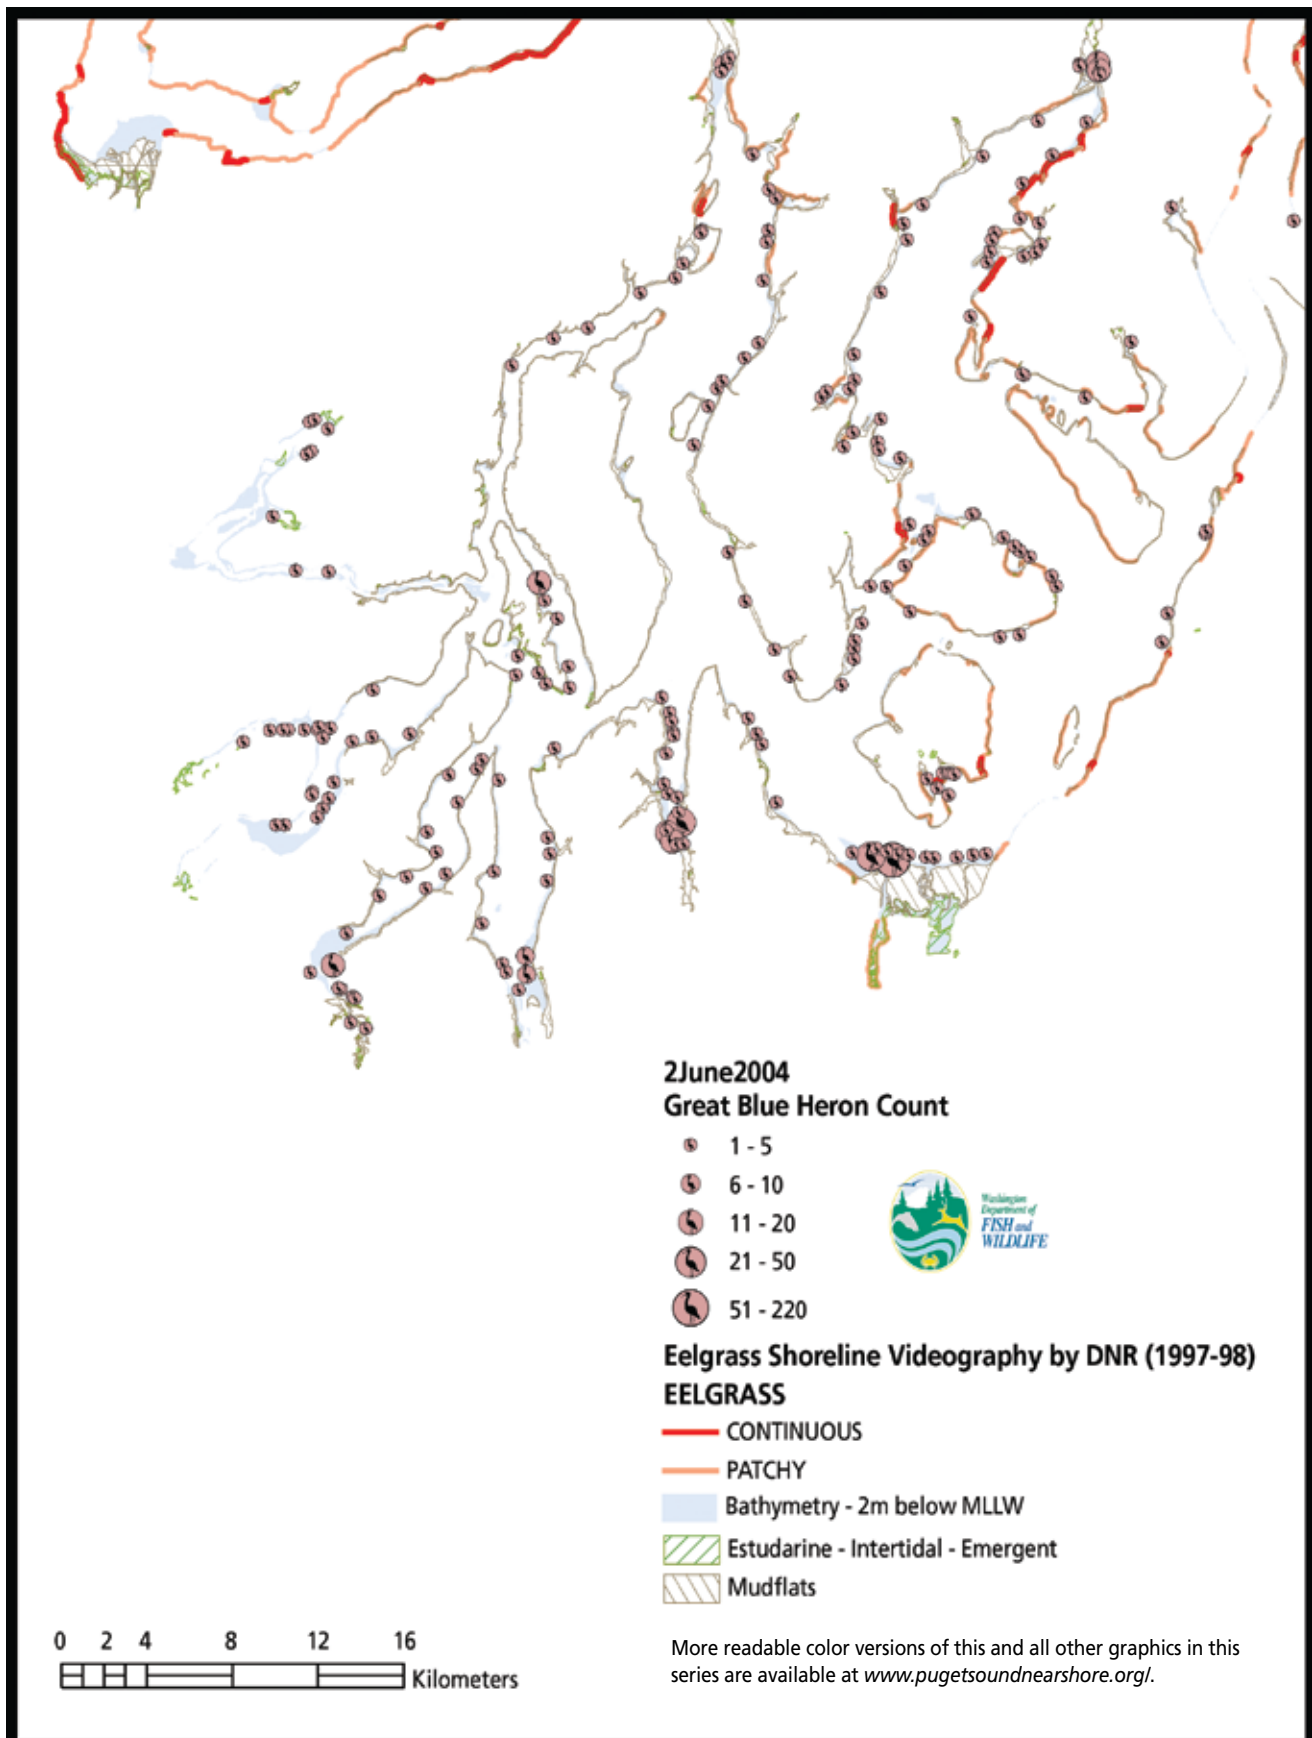 2June2004
Great Blue Heron Count
1 - 5
6 - 10
11 - 20
21 - 50
51 - 220
Washington
Department of
FISH and
WILDLIFE
Eelgrass Shoreline Videography by DNR (1997-98)
EELGRASS
CONTINUOUS
PATCHY
Bathymetry - 2m below MLLW
Estudarine - Intertidal - Emergent
Mudflats
0 2 4 8 12 16
Kilometers
More readable color versions of this and all other graphics in this
series are available at www.pugetsoundnearshore.org/.